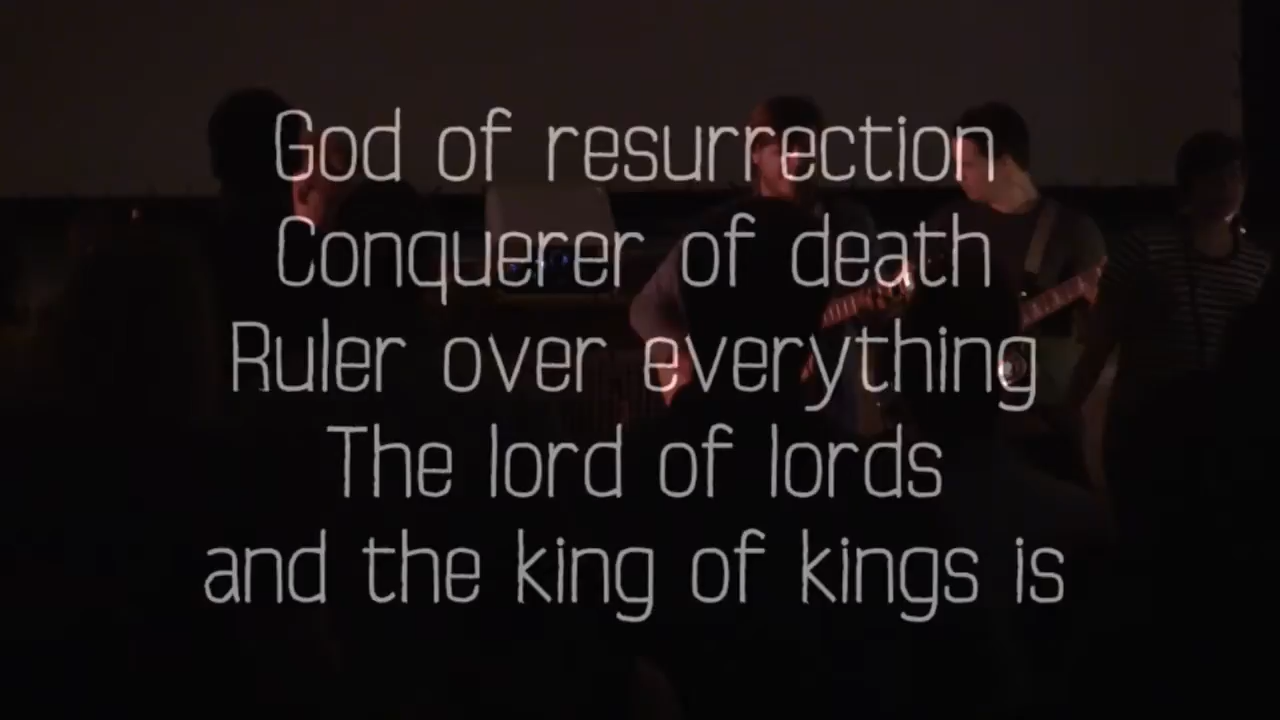 God of resurrection
Conquerer of death
Ruler over everything
The lord of lords
and the king of kings is